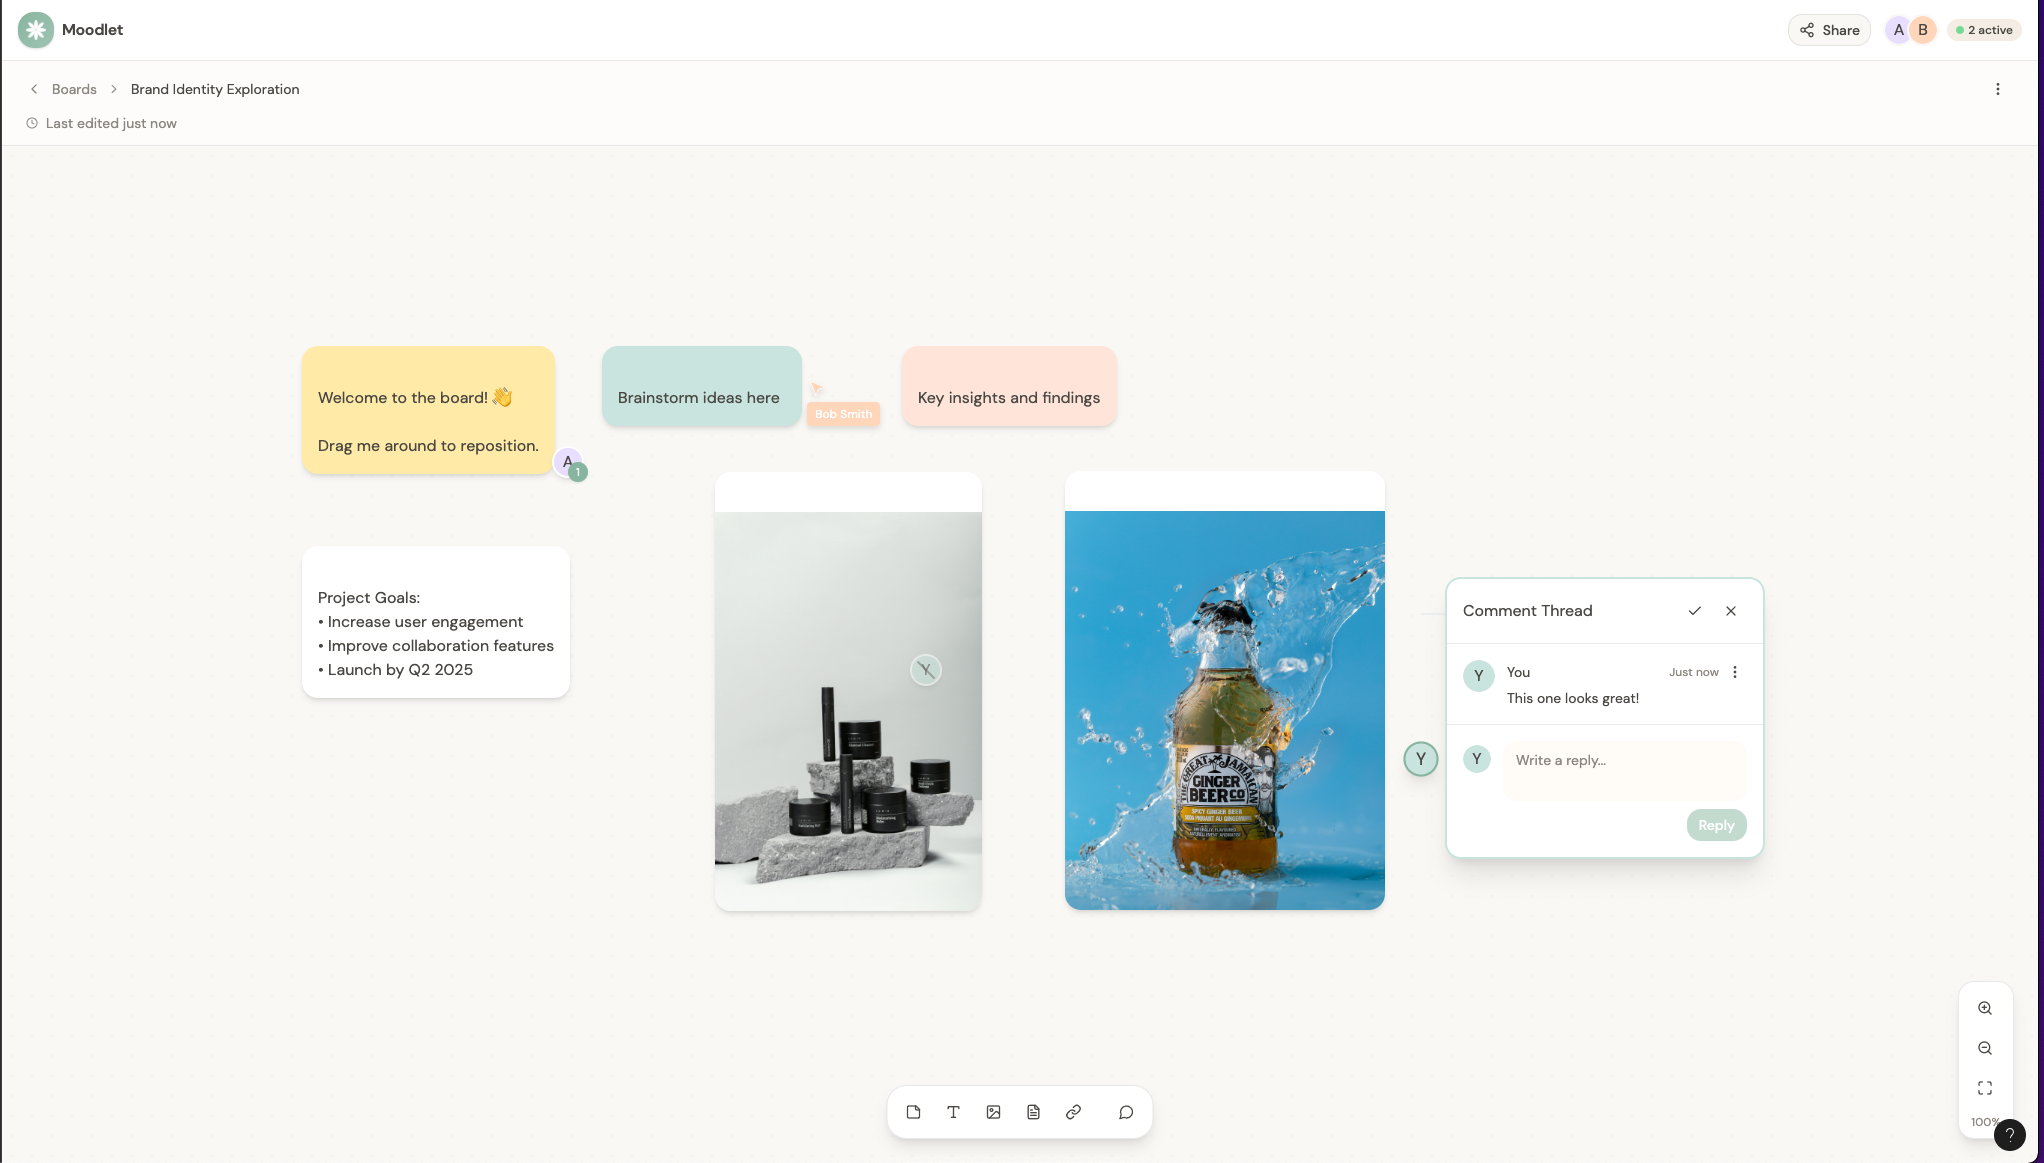 Moodlet
Share
A
B
2 active
Boards
Brand Identity Exploration
Last edited just now
Welcome to the board! 👋
Drag me around to reposition.
A
1
Brainstorm ideas here
Bob Smith
Key insights and findings
Project Goals:
• Increase user engagement
• Improve collaboration features
• Launch by Q2 2025
Y
THE GREAT JAMAICAN
GINGER
BEER CO
SPICY GINGER BEER
Comment Thread
Y
You
Just now
This one looks great!
Y
Y
Write a reply...
Reply
100%
?